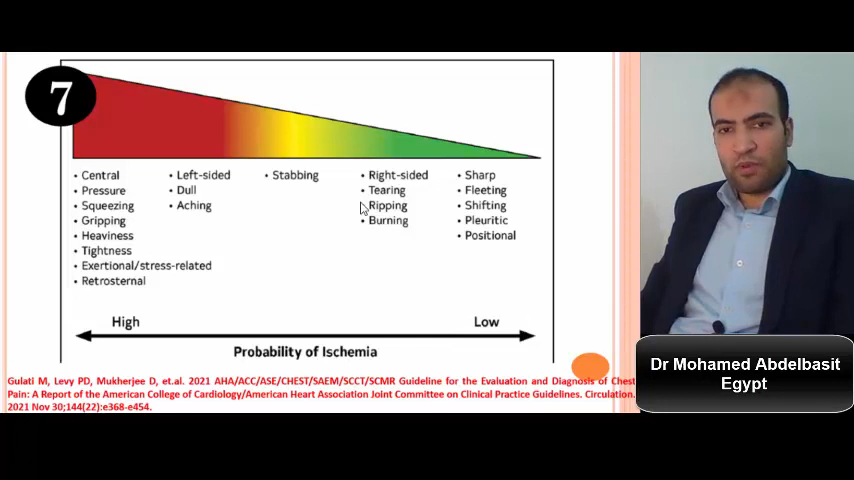 7
• Central
• Pressure
• Squeezing
• Gripping
• Heaviness
• Tightness
• Exertional/stress-related
• Retrosternal
• Left-sided
• Dull
• Aching
• Stabbing
• Right-sided
• Tearing
• Ripping
• Burning
• Sharp
• Fleeting
• Shifting
• Pleuritic
• Positional
High
Low
Probability of Ischemia
Gulati M, Levy PD, Mukherjee D, et.al. 2021 AHA/ACC/ASE/CHEST/SAEM/SCCT/SCMR Guideline for the Evaluation and Diagnosis of Chest
Pain: A Report of the American College of Cardiology/American Heart Association Joint Committee on Clinical Practice Guidelines. Circulation.
2021 Nov 30;144(22):e368-e454.
Dr Mohamed Abdelbasit
Egypt